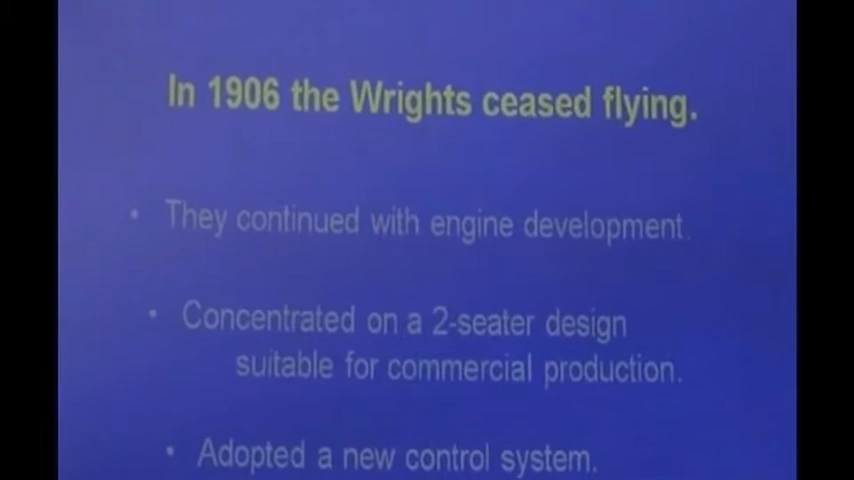 In 1906 the Wrights ceased flying.
• They continued with engine development.
• Concentrated on a 2-seater design
suitable for commercial production.
• Adopted a new control system.